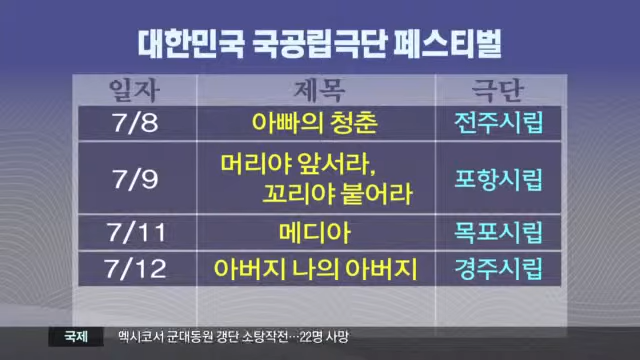 대한민국 국공립극단 페스티벌
일자 제목 극단
7/8 아빠의 청춘 전주시립
7/9 머리야 앞서라, 꼬리야 붙어라 포항시립
7/11 메디아 목포시립
7/12 아버지 나의 아버지 경주시립
국제 멕시코서 군대동원 갱단 소탕작전…22명 사망